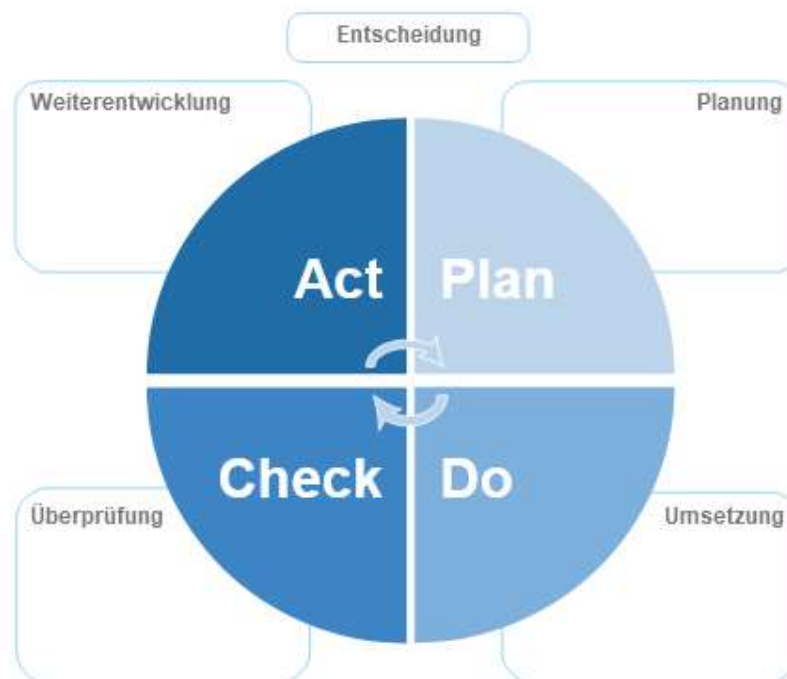 Entscheidung
Weiterentwicklung
Planung
Act
Plan
Check
Do
Überprüfung
Umsetzung